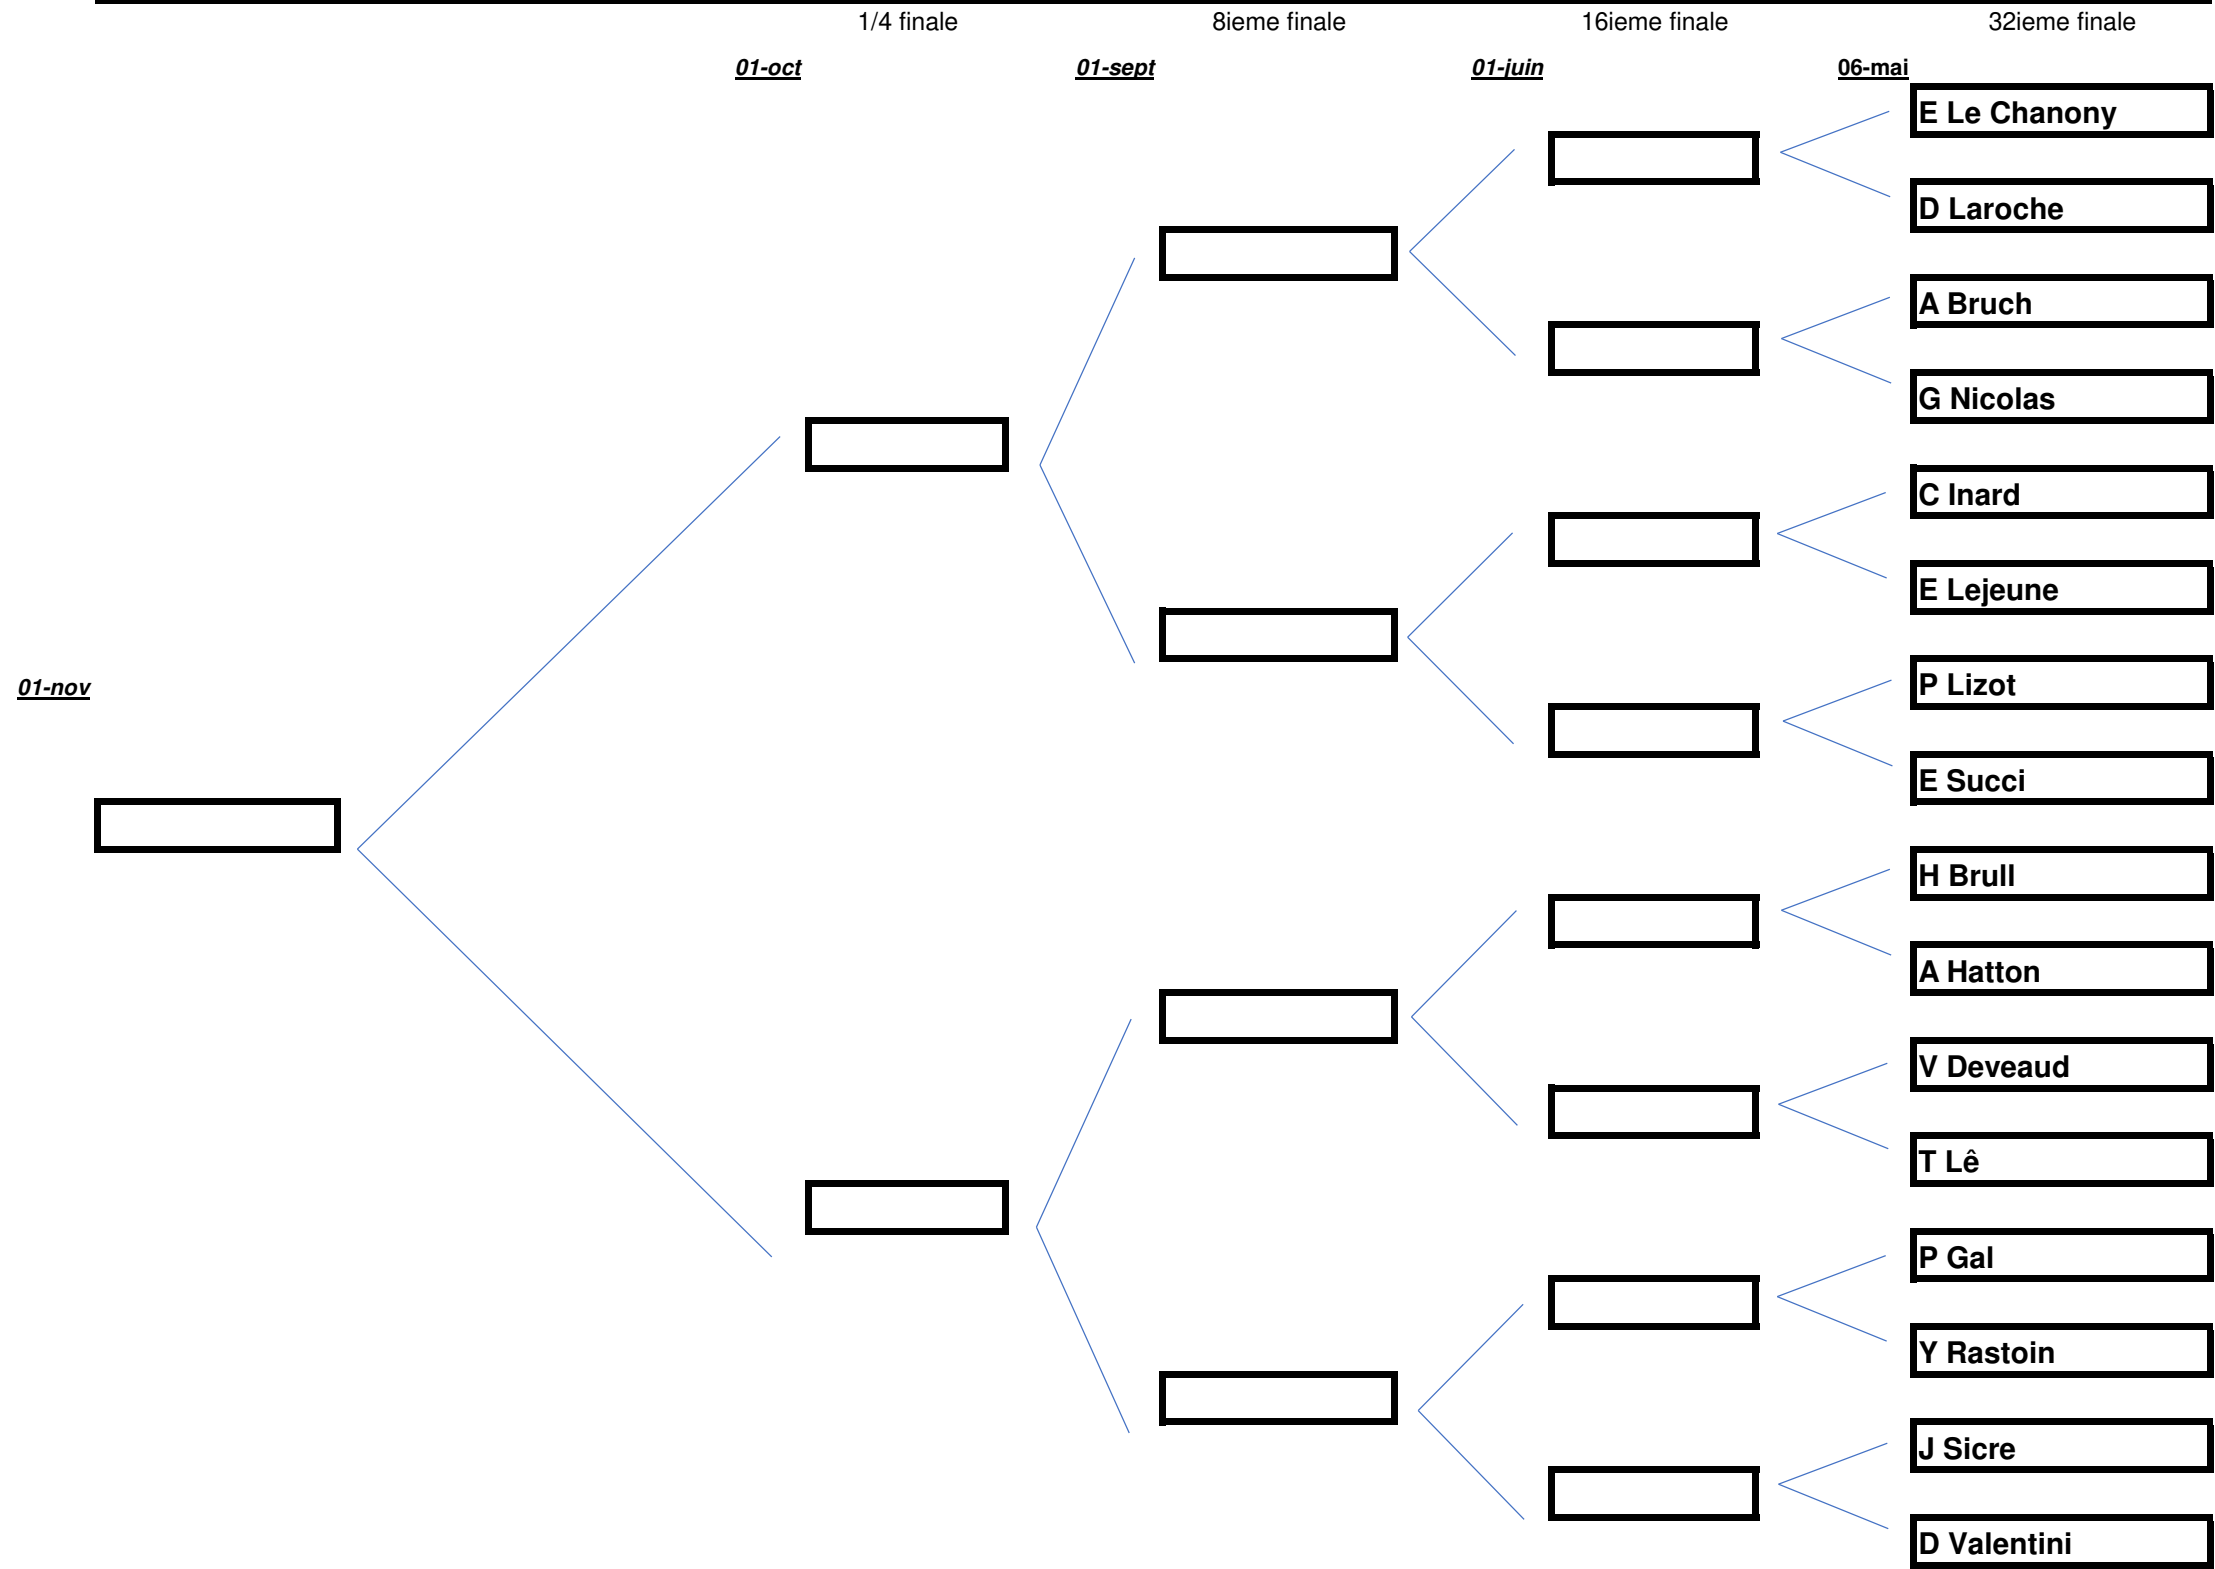 1/4 finale 8ieme finale 16ieme finale 32ieme finale
01-oct 01-sept 01-juin 06-mai
E Le Chanony
D Laroche
A Bruch
G Nicolas
C Inard
E Lejeune
P Lizot
01-nov
E Succi
H Brull
A Hatton
V Deveaud
T Lê
P Gal
Y Rastoin
J Sicre
D Valentini